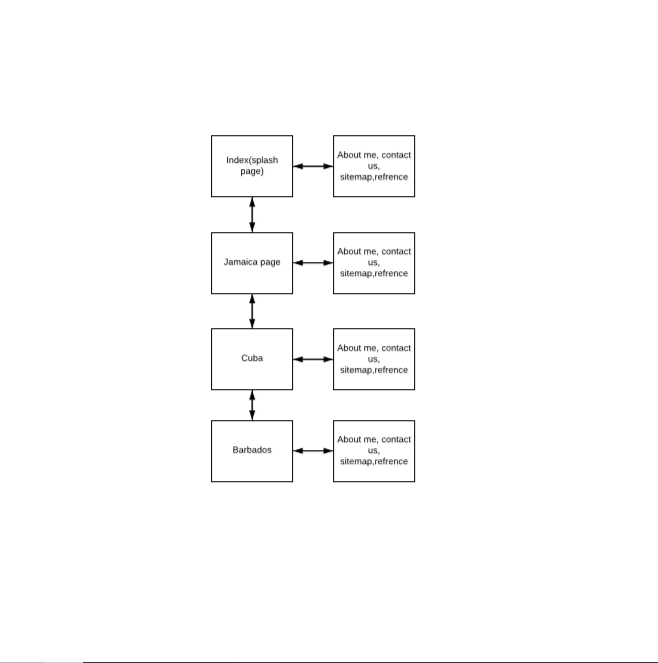 Index(splash
page)
About me, contact
us,
sitemap,refrence
Jamaica page
About me, contact
us,
sitemap,refrence
Cuba
About me, contact
us,
sitemap,refrence
Barbados
About me, contact
us,
sitemap,refrence